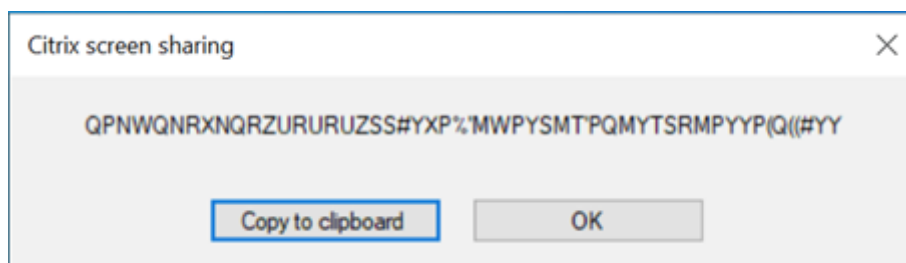 Citrix screen sharing
QPNWQNRXNQRZURURUZSS#YXP%'MWPYSMT'PQMYTSRMPYYP(Q((#YY
Copy to clipboard
OK